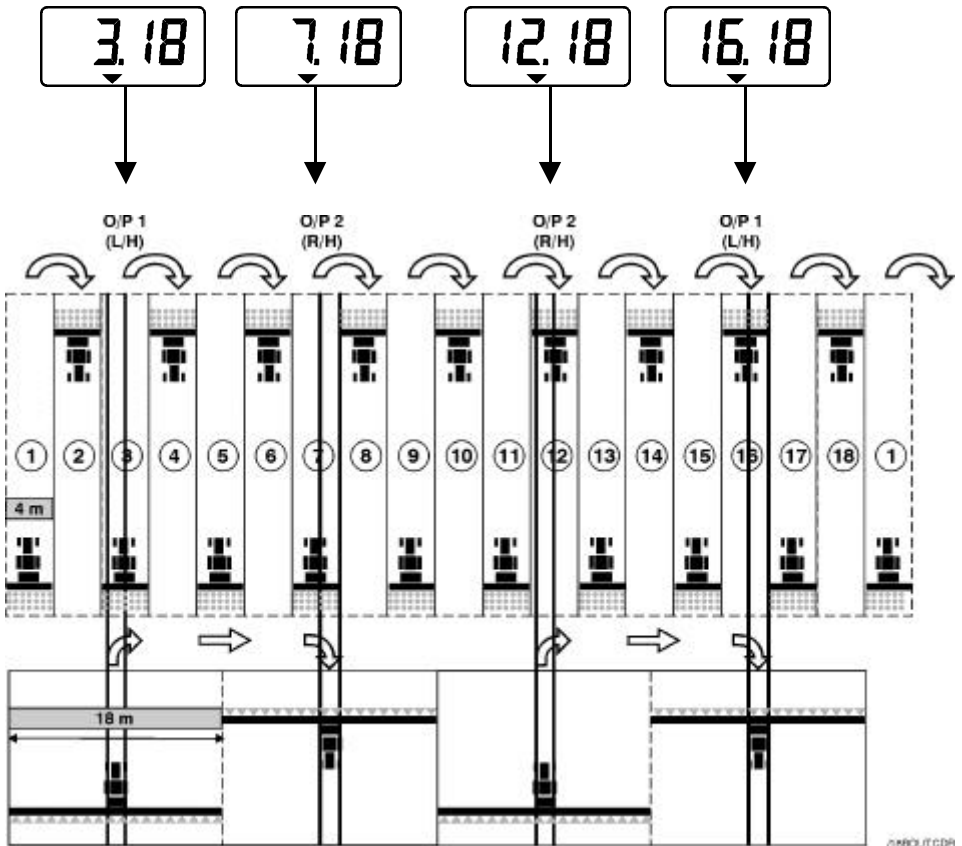 3.18 7.18 12.18 16.18
O/P 1 O/P 2 O/P 2 O/P 1
(L/H) (R/H) (R/H) (L/H)
1 2 3 4 5 6 7 8 9 10 11 12 13 14 15 16 17 18 1
4 m
18 m